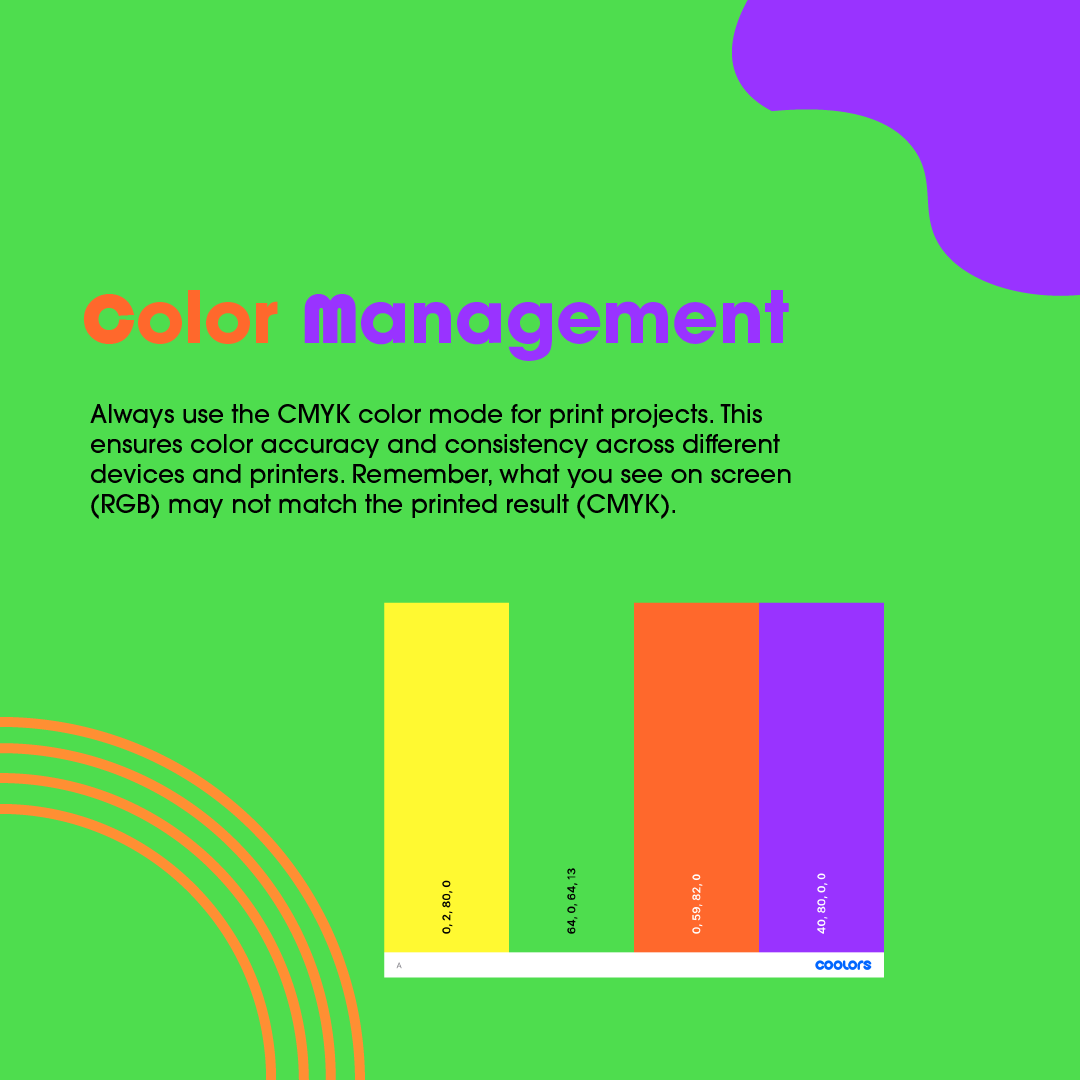 Color Management
Always use the CMYK color mode for print projects. This
ensures color accuracy and consistency across different
devices and printers. Remember, what you see on screen
(RGB) may not match the printed result (CMYK).
0, 2, 80, 0
64, 0, 64, 13
0, 59, 82, 0
40, 80, 0, 0
A
coolors